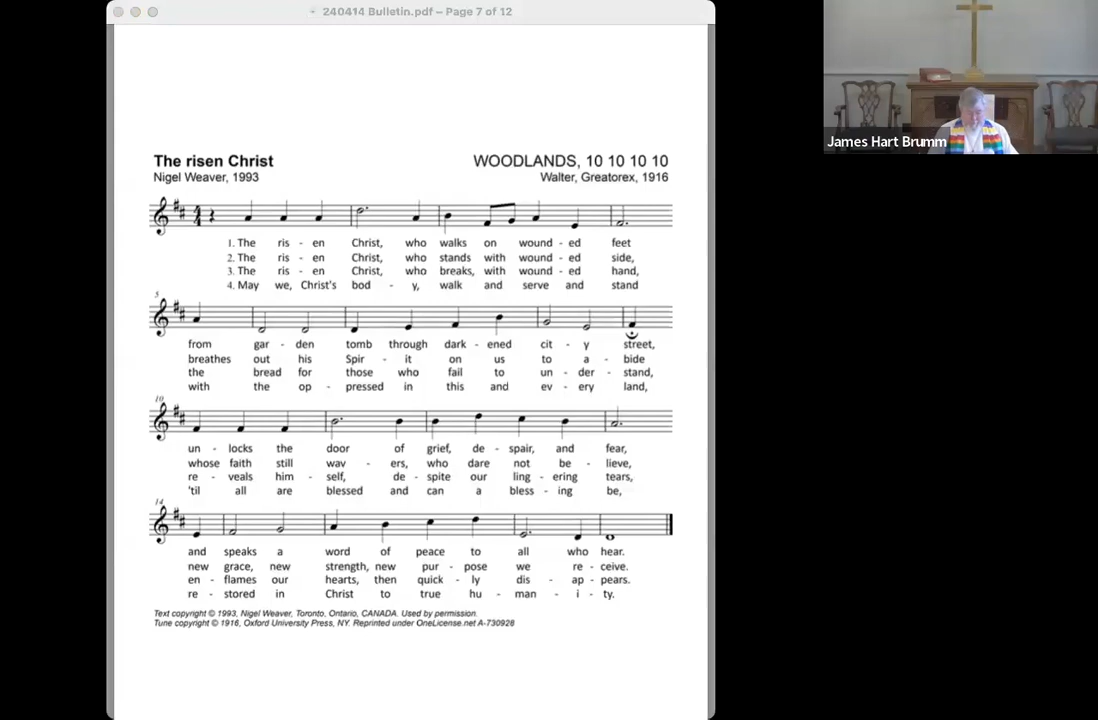 240414 Bulletin.pdf – Page 7 of 12
James Hart Brumm
The risen Christ
WOODLANDS, 10 10 10 10
Nigel Weaver, 1993
Walter, Greatorex, 1916
1. The ris - en Christ, who walks on wound - ed feet
2. The ris - en Christ, who stands with wound - ed side,
3. The ris - en Christ, who breaks, with wound - ed hand,
4. May we, Christ's bod - y, walk and serve and stand
5
from gar - den tomb through dark - ened cit - y street,
breathes out his Spir - it on us to a - bide
the bread for those who fail to un - der - stand,
with the op - pressed in this and ev - ery land,
10
un - locks the door of grief, de - spair, and fear,
whose faith still wav - ers, who dare not be - lieve,
re - veals him - self, de - spite our ling - ering tears,
'til all are blessed and can a bless - ing be,
14
and speaks a word of peace to all who hear.
new grace, new strength, new pur - pose we re - ceive.
en - flames our hearts, then quick - ly dis - ap - pears.
re - stored in Christ to true hu - man - i - ty.
Text copyright © 1993, Nigel Weaver, Toronto, Ontario, CANADA. Used by permission.
Tune copyright © 1916, Oxford University Press, NY. Reprinted under OneLicense.net A-730928